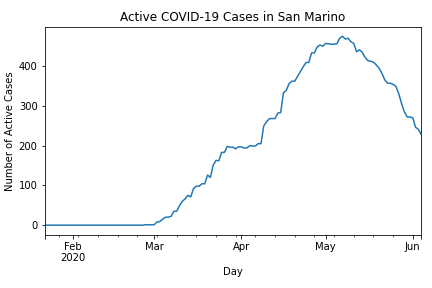 Active COVID-19 Cases in San Marino
Number of Active Cases
400
300
200
100
0
Feb
2020
Mar
Apr
May
Jun
Day